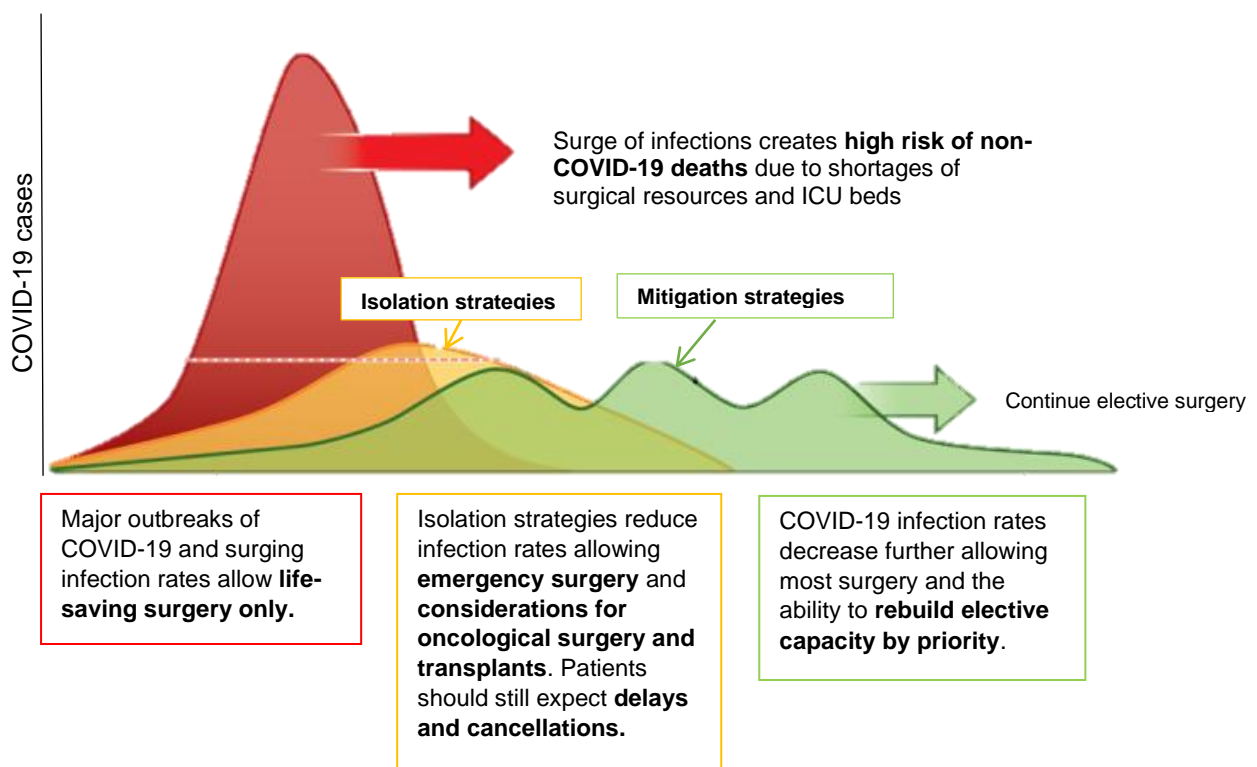 COVID-19 cases
Surge of infections creates high risk of non-
COVID-19 deaths due to shortages of
surgical resources and ICU beds
Isolation strategies
Mitigation strategies
Continue elective surgery
Major outbreaks of
COVID-19 and surging
infection rates allow life-
saving surgery only.
Isolation strategies reduce
infection rates allowing
emergency surgery and
considerations for
oncological surgery and
transplants. Patients
should still expect delays
and cancellations.
COVID-19 infection rates
decrease further allowing
most surgery and the
ability to rebuild elective
capacity by priority.